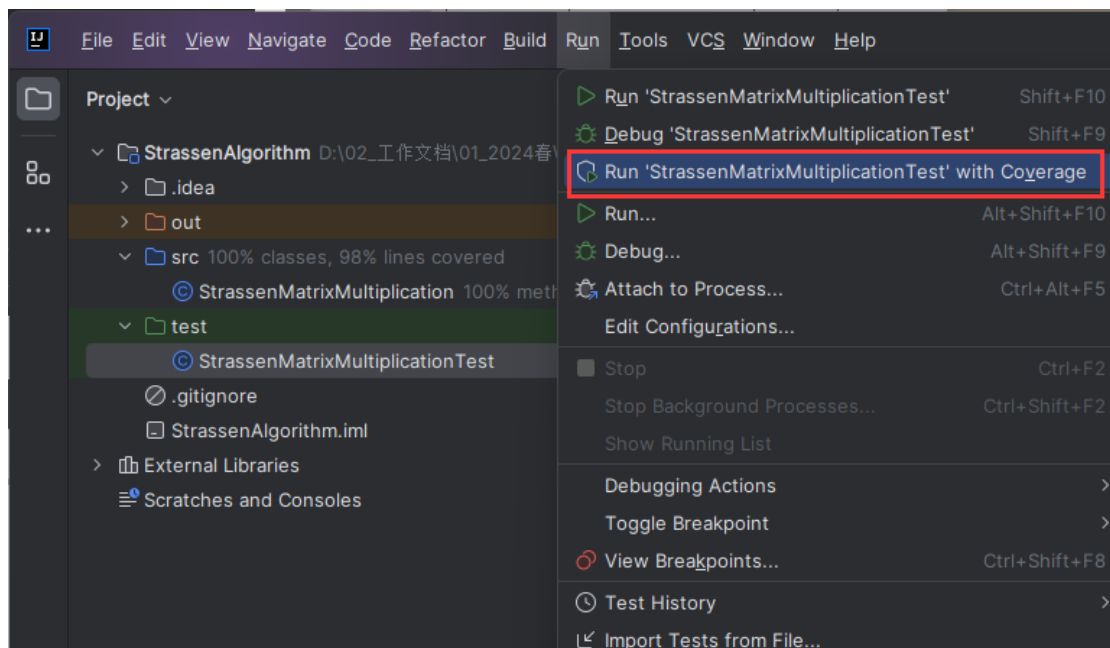 IJ
File Edit View Navigate Code Refactor Build Run Tools VCS Window Help
Project
StrassenAlgorithm D:\02_工作文档\01_2024春\
.idea
out
src 100% classes, 98% lines covered
StrassenMatrixMultiplication 100% meth
test
StrassenMatrixMultiplicationTest
.gitignore
StrassenAlgorithm.iml
External Libraries
Scratches and Consoles
Run 'StrassenMatrixMultiplicationTest' Shift+F10
Debug 'StrassenMatrixMultiplicationTest' Shift+F9
Run 'StrassenMatrixMultiplicationTest' with Coverage
Run... Alt+Shift+F10
Debug... Alt+Shift+F9
Attach to Process... Ctrl+Alt+F5
Edit Configurations...
Stop Ctrl+F2
Stop Background Processes... Ctrl+Shift+F2
Show Running List
Debugging Actions
Toggle Breakpoint
View Breakpoints... Ctrl+Shift+F8
Test History
Import Tests from File...